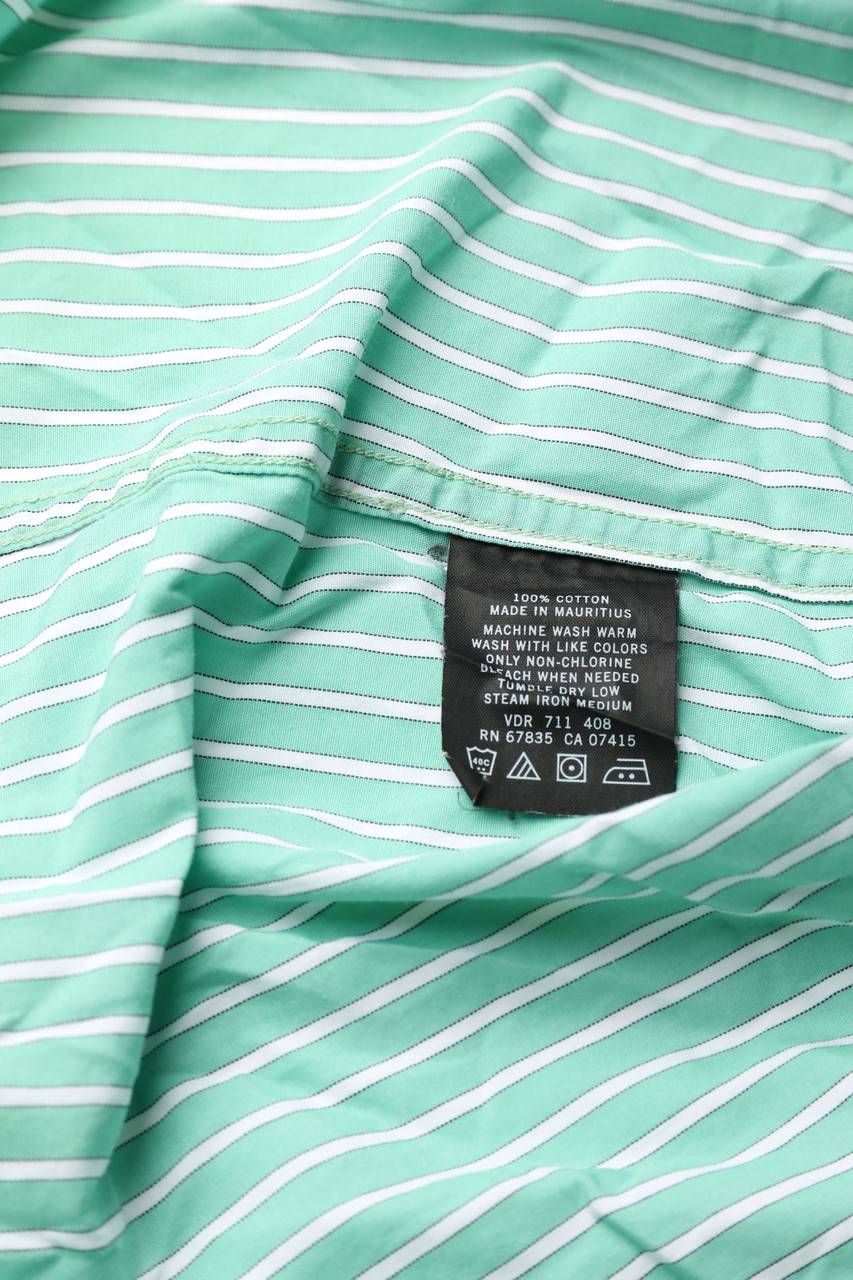 100% COTTON
MADE IN MAURITIUS
MACHINE WASH WARM
WASH WITH LIKE COLORS
ONLY NON-CHLORINE
BLEACH WHEN NEEDED
TUMBLE DRY LOW
STEAM IRON MEDIUM
VDR 711 408
RN 67835 CA 07415
40C